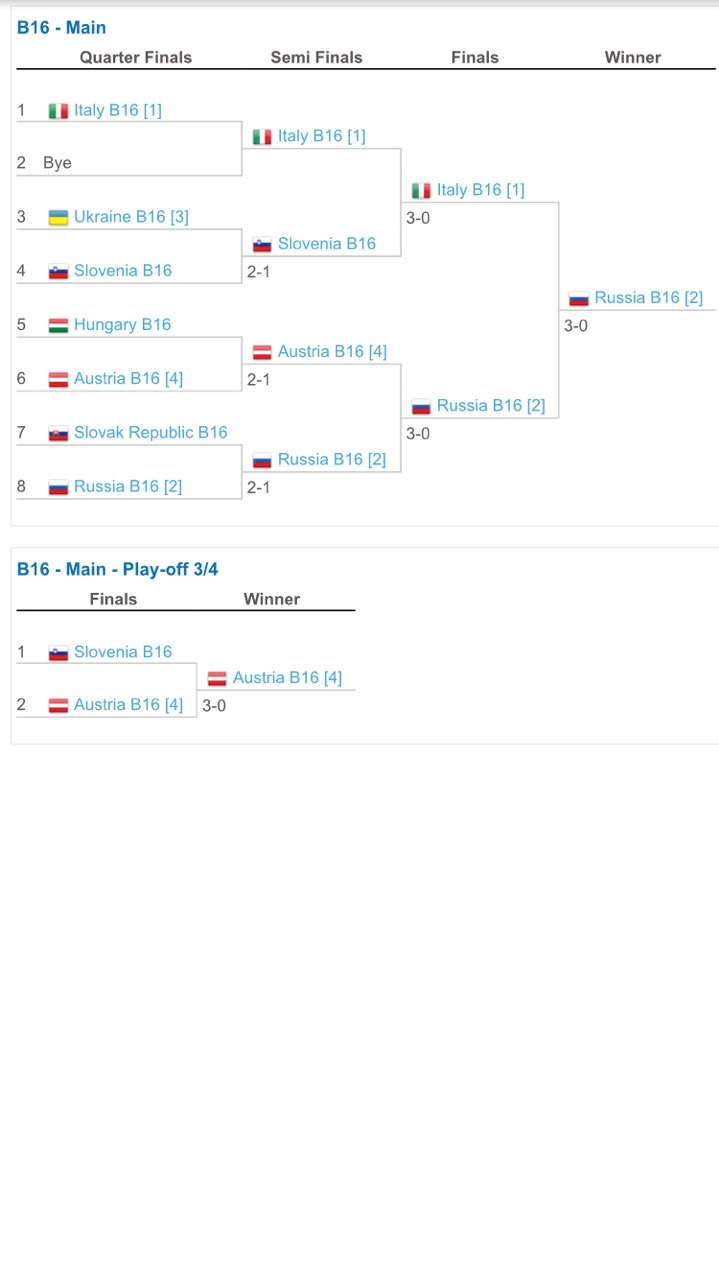 B16 - Main
Quarter Finals Semi Finals Finals Winner
1 Italy B16 [1]
Italy B16 [1]
2 Bye
Italy B16 [1]
3 Ukraine B16 [3]
3-0
Slovenia B16
4 Slovenia B16
2-1
Russia B16 [2]
5 Hungary B16
3-0
Austria B16 [4]
6 Austria B16 [4]
2-1
Russia B16 [2]
7 Slovak Republic B16
3-0
Russia B16 [2]
8 Russia B16 [2]
2-1
B16 - Main - Play-off 3/4
Finals Winner
1 Slovenia B16
Austria B16 [4]
2 Austria B16 [4]
3-0